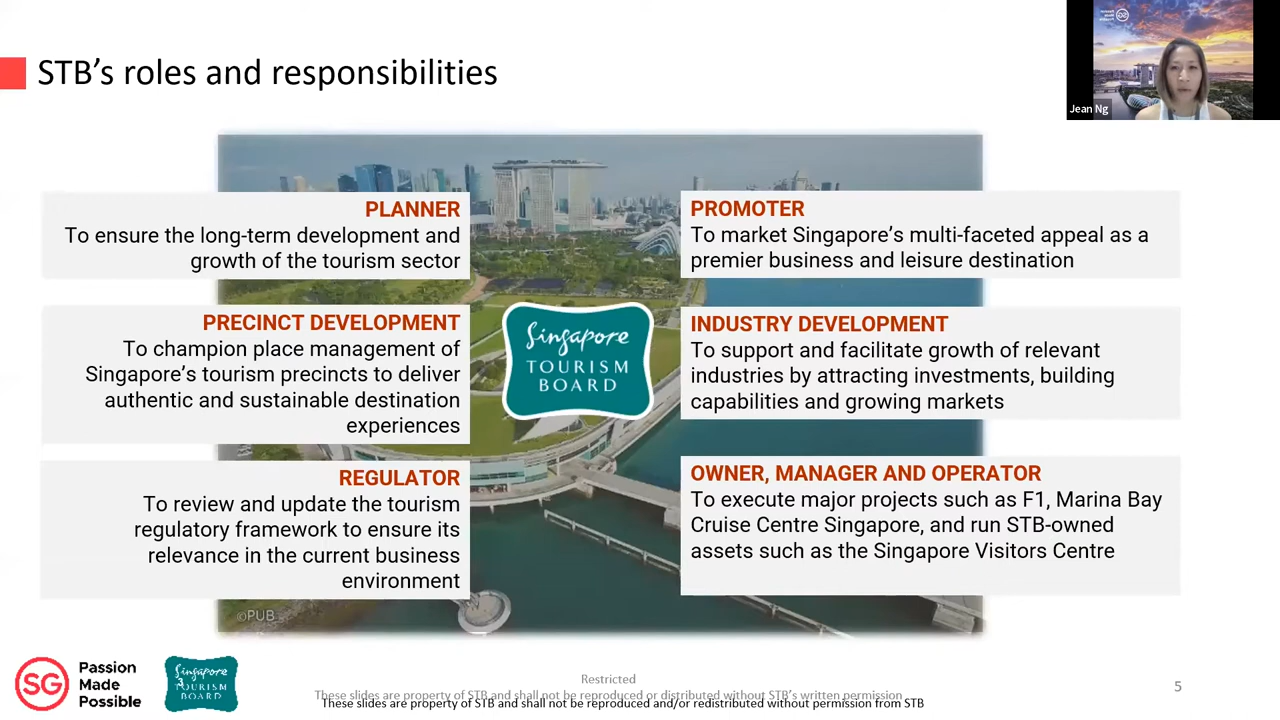 STB’s roles and responsibilities
Jean Ng
PLANNER
To ensure the long-term development and
growth of the tourism sector
PRECINCT DEVELOPMENT
To champion place management of
Singapore’s tourism precincts to deliver
authentic and sustainable destination
experiences
REGULATOR
To review and update the tourism
regulatory framework to ensure its
relevance in the current business
environment
Singapore
TOURISM
BOARD
PROMOTER
To market Singapore’s multi-faceted appeal as a
premier business and leisure destination
INDUSTRY DEVELOPMENT
To support and facilitate growth of relevant
industries by attracting investments, building
capabilities and growing markets
OWNER, MANAGER AND OPERATOR
To execute major projects such as F1, Marina Bay
Cruise Centre Singapore, and run STB-owned
assets such as the Singapore Visitors Centre
©PUB
SG
Passion
Made
Possible
Singapore
TOURISM
BOARD
Restricted
These slides are property of STB and shall not be reproduced or distributed without STB’s written permission
These slides are property of STB and shall not be reproduced and/or redistributed without permission from STB
5